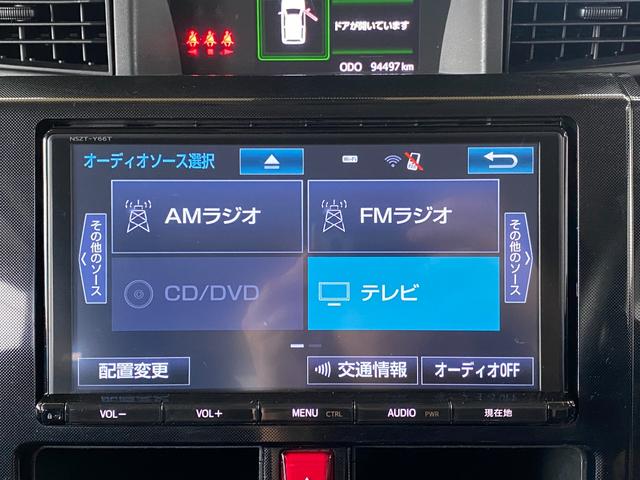 ドアが開いています
ODO 94497 km
NSZT-Y66T
オーディオソース選択
Wi-Fi
AMラジオ
FMラジオ
その他のソース
その他のソース
CD/DVD
テレビ
配置変更
交通情報
オーディオOFF
VOL−
VOL+
MENU CTRL
AUDIO PWR
現在地